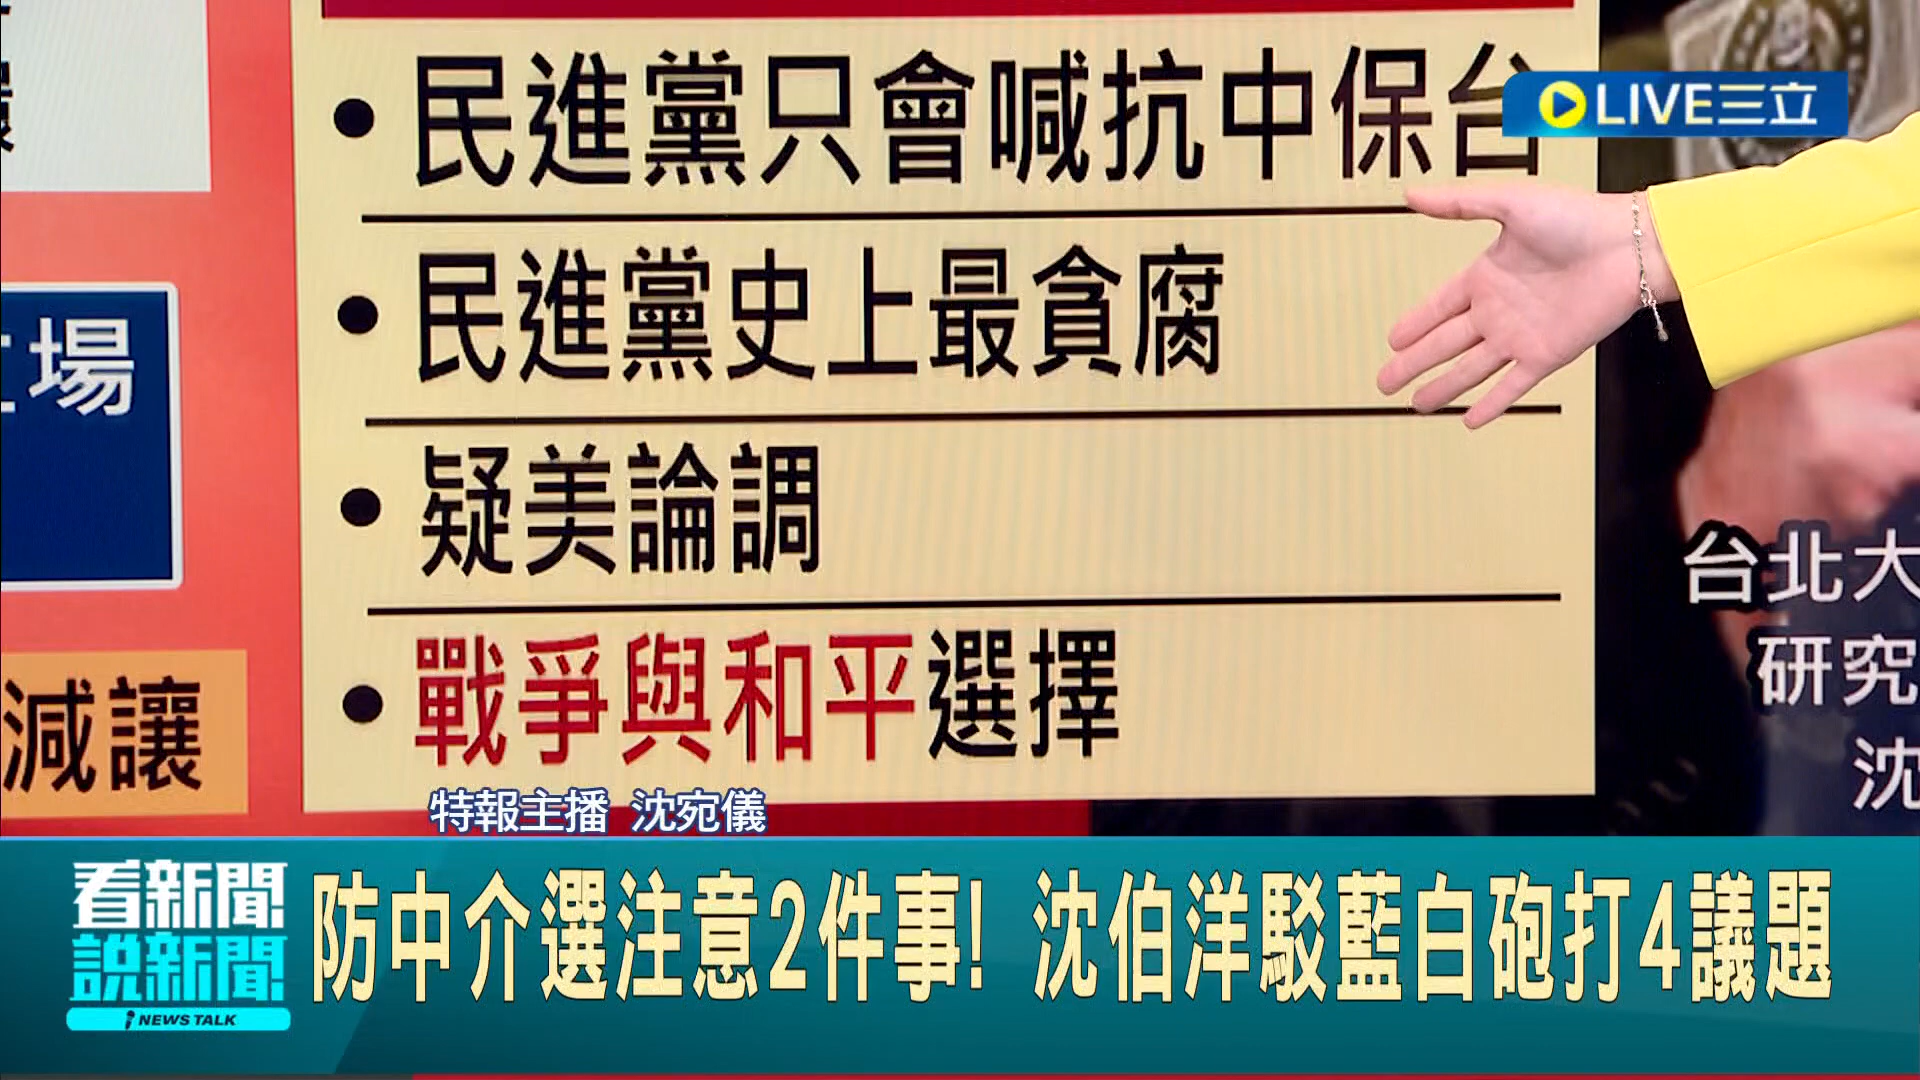 民進黨只會喊抗中保台
LIVE三立
民進黨史上最貪腐
場
疑美論調
台北大
研究
戰爭與和平選擇
減讓
沈
特報主播 沈宛儀
看新聞
說新聞
NEWS TALK
防中介選注意2件事! 沈伯洋駁藍白砲打4議題